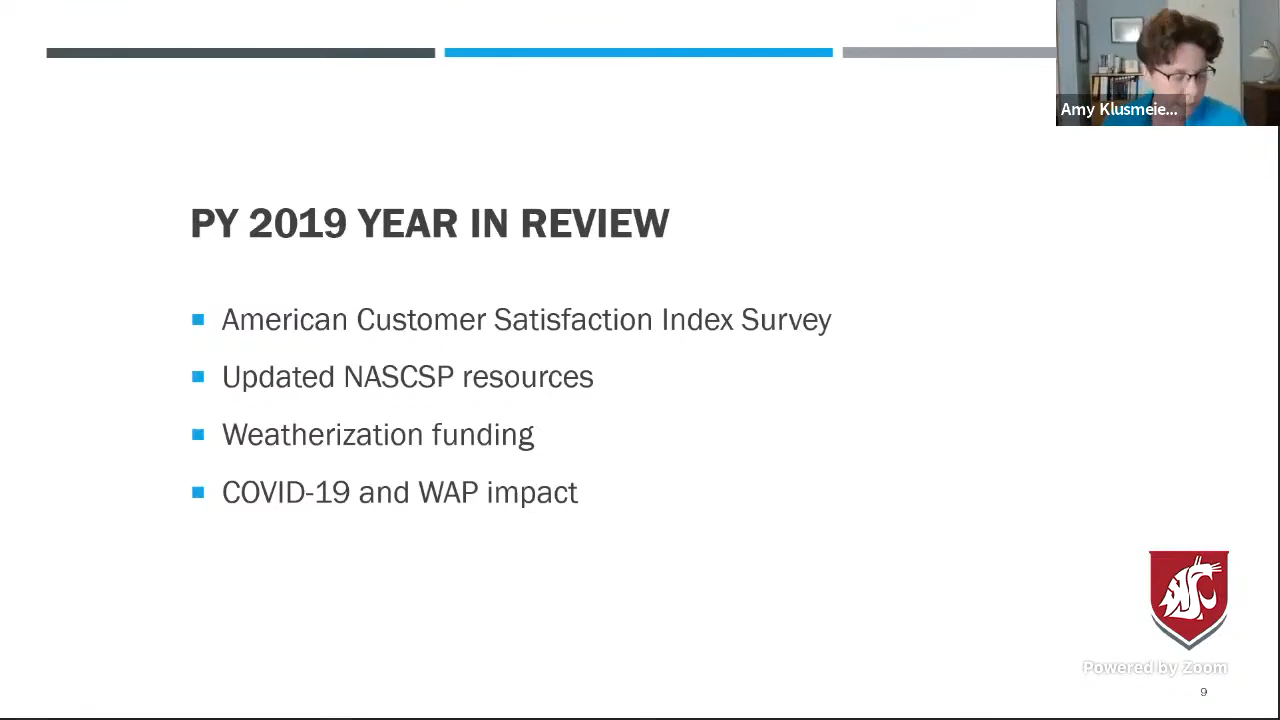 Amy Klusmeie...
PY 2019 YEAR IN REVIEW
American Customer Satisfaction Index Survey
Updated NASCSP resources
Weatherization funding
COVID-19 and WAP impact
Powered by Zoom
9